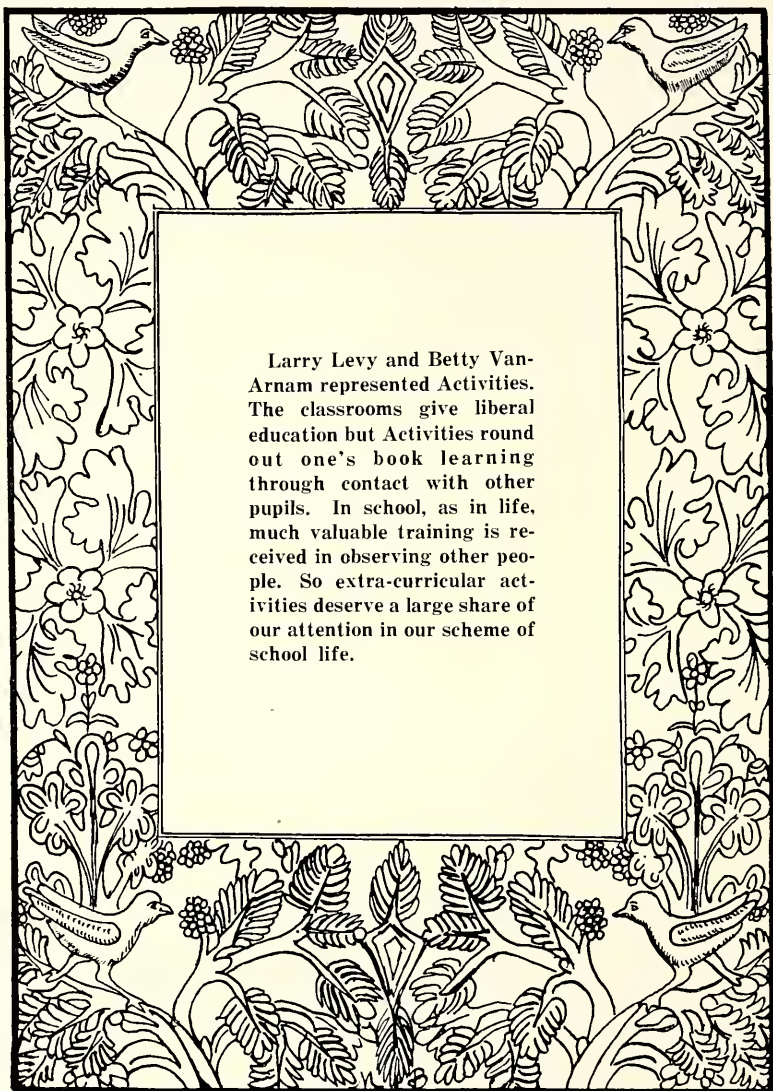 Larry Levy and Betty Van-
Arnam represented Activities.
The classrooms give liberal
education but Activities round
out one's book learning
through contact with other
pupils. In school, as in life,
much valuable training is re-
ceived in observing other peo-
ple. So extra-curricular act-
ivities deserve a large share of
our attention in our scheme of
school life.